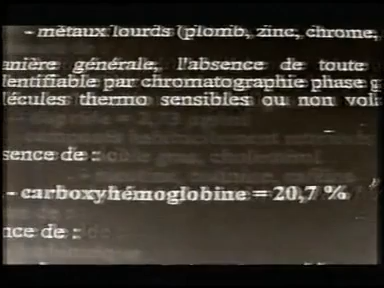 - métaux lourds (plomb, zinc, chrome,
anière générale, l'absence de toute
lentifiable par chromatographie phase g
lécules thermo sensibles ou non vola
sence de :
- carboxyhémoglobine = 20,7 %
nce de :